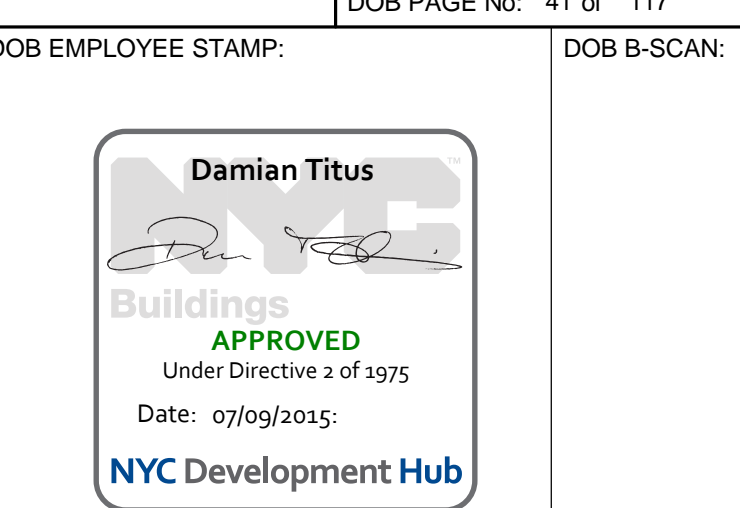 DOB PAGE No: 41 of 117
DOB EMPLOYEE STAMP:
DOB B-SCAN:
NYC™
Damian Titus
Buildings
APPROVED
Under Directive 2 of 1975
Date: 07/09/2015:
NYC Development Hub